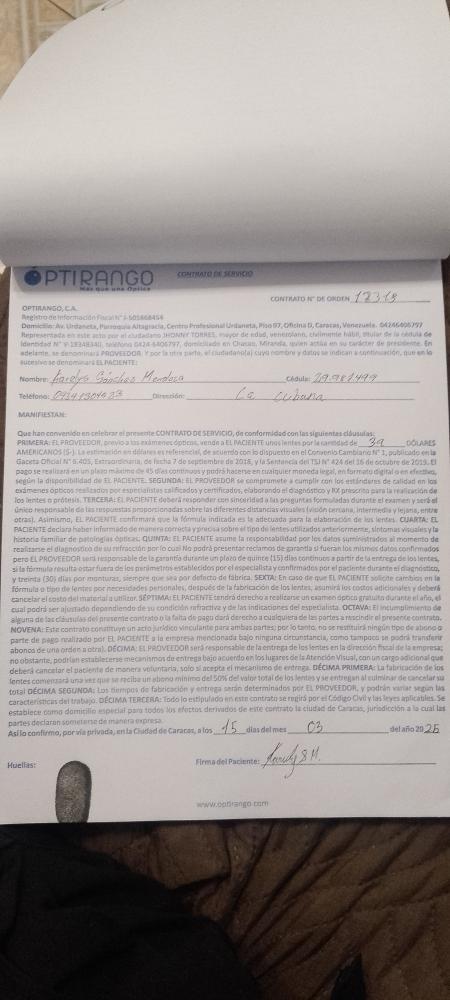 OPTIRANGO
Más que una Óptica
CONTRATO DE SERVICIO
CONTRATO N° DE ORDEN
OPTIRANGO, C.A.
Registro de Información Fiscal N° J-501868454
Domicilio: Av. Urdaneta, Parroquia Altagracia, Centro Profesional Urdaneta, Piso 07, Oficina D, Caracas, Venezuela. 04246406797
Representada en este acto por el ciudadano JHONNY TORRES, mayor de edad, venezolano, civilmente hábil, titular de la cédula de
Identidad N° V-19348340, teléfono 0424-6406797, domiciliado en Chacao, Miranda, quien actúa en su carácter de presidente. En
adelante, se denominará PROVEEDOR. Y por la otra parte, el ciudadano(a) cuyo nombre y datos se indican a continuación, que en lo
sucesivo se denominará EL PACIENTE:
Nombre: Sánchez Mendoza Cédula:
Teléfono: Dirección: La Cubana
MANIFIESTAN:
Que han convenido en celebrar el presente CONTRATO DE SERVICIO, de conformidad con las siguientes cláusulas:
PRIMERA: EL PROVEEDOR, previo a los exámenes ópticos, vende a EL PACIENTE unos lentes por la cantidad de 39 DÓLARES
AMERICANOS ($-). La estimación en dólares es referencial, de acuerdo con lo dispuesto en el Convenio Cambiario N° 1, publicado en la
Gaceta Oficial N° 6.405, Extraordinaria, de fecha 7 de septiembre de 2018, y la Sentencia del TSJ N° 424 del 16 de octubre de 2019. El
pago se realizará en un plazo máximo de 45 días continuos y podrá hacerse en cualquier moneda legal, en formato digital o en efectivo,
según la disponibilidad de EL PACIENTE. SEGUNDA: EL PROVEEDOR se compromete a cumplir con los estándares de calidad en los
exámenes ópticos realizados por especialistas calificados y certificados, elaborando el diagnóstico y RX prescrito para la realización de
los lentes o prótesis. TERCERA: EL PACIENTE deberá responder con sinceridad a las preguntas formuladas durante el examen y será el
único responsable de las respuestas proporcionadas sobre las diferentes distancias visuales (visión cercana, intermedia y lejana, entre
otras). Asimismo, EL PACIENTE confirmará que la fórmula indicada es la adecuada para la elaboración de los lentes. CUARTA: EL
PACIENTE declara haber informado de manera correcta y precisa sobre el tipo de lentes utilizados anteriormente, síntomas visuales y la
historia familiar de patologías ópticas. QUINTA: EL PACIENTE asume la responsabilidad por los datos suministrados al momento de
realizarse el diagnostico de su refracción por lo cual No podrá presentar reclamos de garantía si fueran los mismos datos confirmados
pero EL PROVEEDOR será responsable de la garantía durante un plazo de quince (15) días continuos a partir de la entrega de los lentes,
si la fórmula resulta estar fuera de los parámetros establecidos por el especialista y confirmados por el paciente durante el diagnóstico,
y treinta (30) días por monturas, siempre que sea por defecto de fábrica. SEXTA: En caso de que EL PACIENTE solicite cambios en la
fórmula o tipo de lentes por necesidades personales, después de la fabricación de los lentes, asumirá los costos adicionales y deberá
cancelar el costo del material a utilizar. SÉPTIMA: EL PACIENTE tendrá derecho a realizarse un examen óptico gratuito durante el año, el
cual podrá ser ajustado dependiendo de su condición refractiva y de las indicaciones del especialista. OCTAVA: El incumplimiento de
alguna de las cláusulas del presente contrato o la falta de pago dará derecho a cualquiera de las partes a rescindir el presente contrato.
NOVENA: Este contrato constituye un acto jurídico vinculante para ambas partes; por lo tanto, no se restituirá ningún tipo de abono o
parte de pago realizado por EL PACIENTE a la empresa mencionada bajo ninguna circunstancia, como tampoco se podrá transferir
abonos de una orden a otra). DÉCIMA: EL PROVEEDOR será responsable de la entrega de los lentes en la dirección fiscal de la empresa;
no obstante, podrían establecerse mecanismos de entrega bajo acuerdo en los lugares de la Atención Visual, con un cargo adicional que
deberá cancelar el paciente de manera voluntaria, solo si acepta el mecanismo de entrega. DÉCIMA PRIMERA: La fabricación de los
lentes comenzará una vez que se reciba un abono mínimo del 50% del valor total de los lentes y se entregan al culminar de cancelar su
total DÉCIMA SEGUNDA: Los tiempos de fabricación y entrega serán determinados por EL PROVEEDOR, y podrán variar según las
características del trabajo. DÉCIMA TERCERA: Todo lo estipulado en este contrato se regirá por el Código Civil y las leyes aplicables. Se
establece como domicilio especial para todos los efectos derivados de este contrato la ciudad de Caracas, jurisdicción a la cual las
partes declaran someterse de manera expresa.
Así lo confirmo, por vía privada, en la Ciudad de Caracas, a los 15 días del mes 03 del año 2025
Huellas:
Firma del Paciente:
www.optirango.com